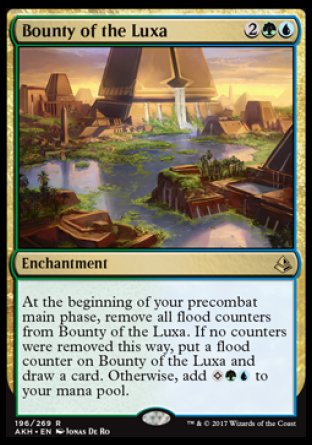 Bounty of the Luxa 2
Enchantment
At the beginning of your precombat
main phase, remove all flood counters
from Bounty of the Luxa. If no counters
were removed this way, put a flood
counter on Bounty of the Luxa and
draw a card. Otherwise, add to
your mana pool.
196/269 R
AKH • EN Jonas De Ro
™ & © 2017 Wizards of the Coast